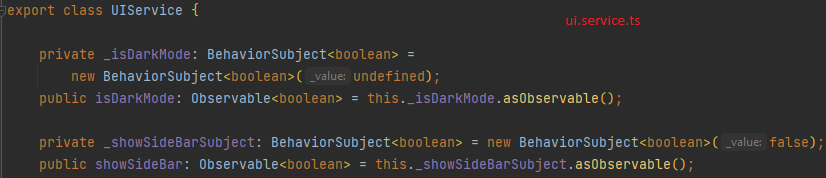 export class UIService {
ui.service.ts
private _isDarkMode: BehaviorSubject<boolean> =
new BehaviorSubject<boolean>( _value: undefined);
public isDarkMode: Observable<boolean> = this._isDarkMode.asObservable();
private _showSideBarSubject: BehaviorSubject<boolean> = new BehaviorSubject<boolean>( _value: false);
public showSideBar: Observable<boolean> = this._showSideBarSubject.asObservable();